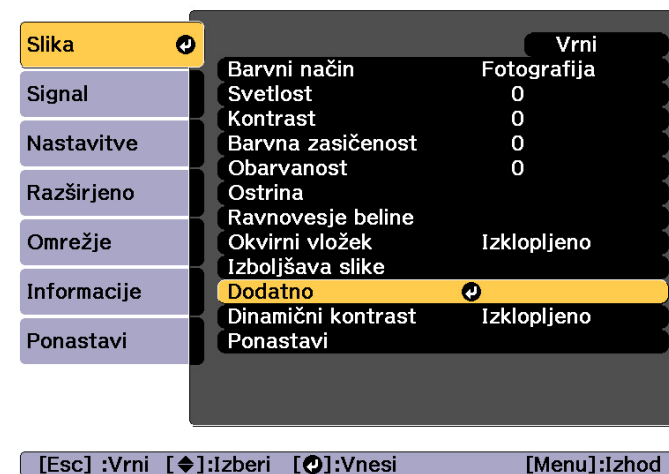 Slika
Signal
Nastavitve
Razširjeno
Omrežje
Informacije
Ponastavi
Vrni
Barvni način Fotografija
Svetlost 0
Kontrast 0
Barvna zasičenost 0
Obarvanost 0
Ostrina
Ravnovesje beline
Okvirni vložek Izklopljeno
Izboljšava slike
Dodatno
Dinamični kontrast Izklopljeno
Ponastavi
[Esc] :Vrni [◆]:Izberi [⏎]:Vnesi [Menu]:Izhod